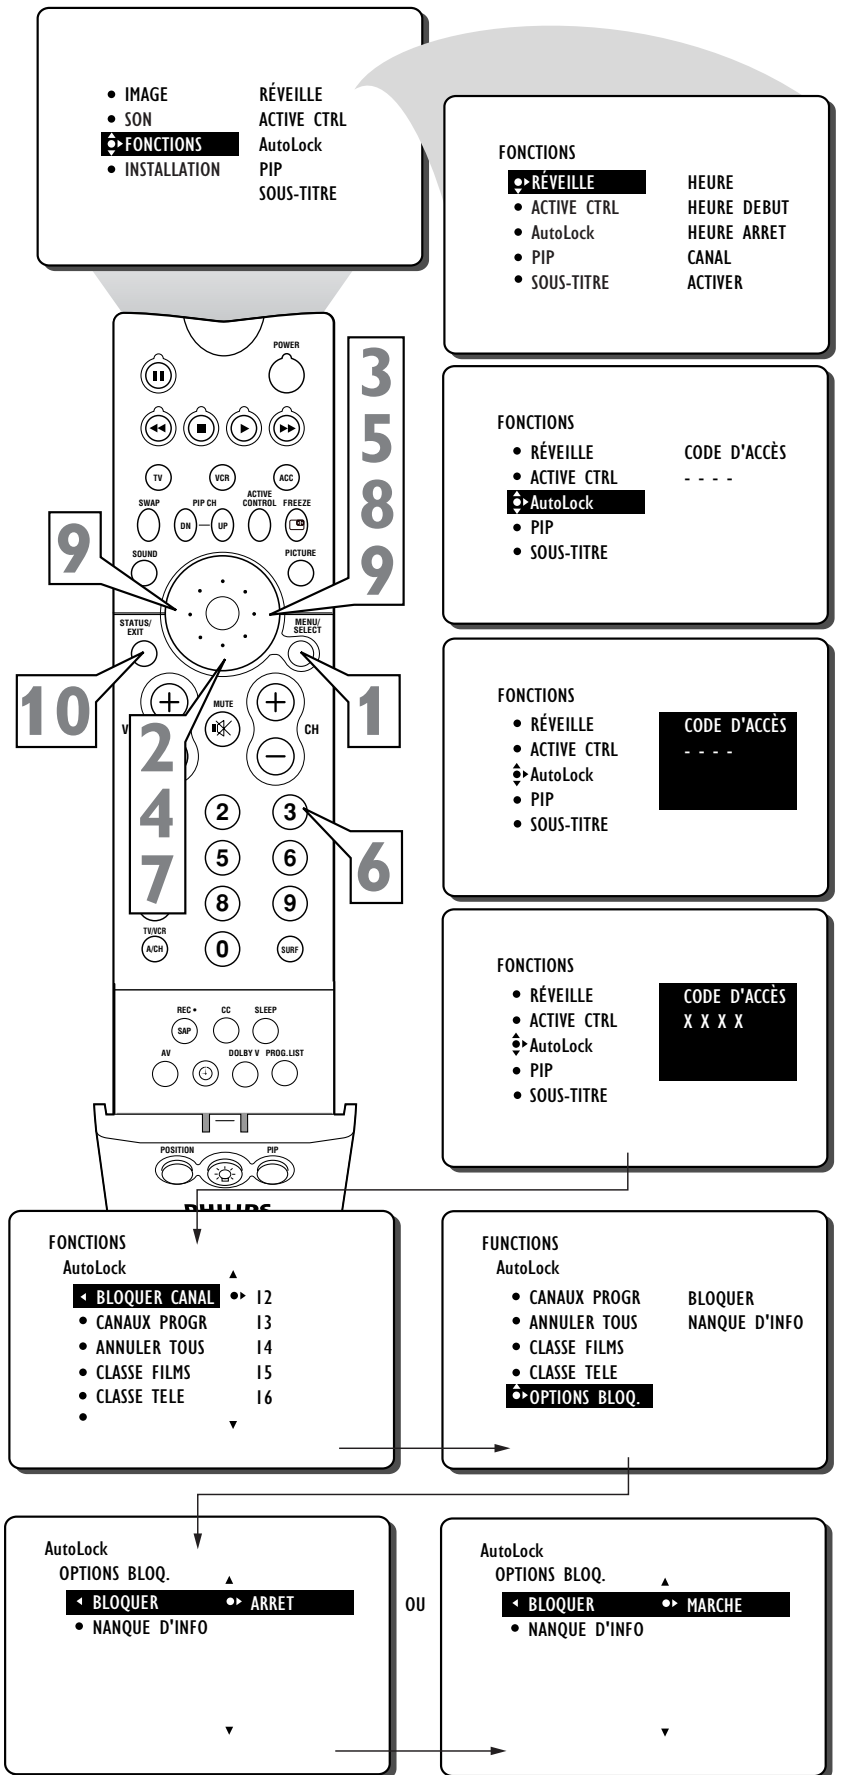 IMAGE RÉVEILLE
SON ACTIVE CTRL
FONCTIONS AutoLock
INSTALLATION PIP
SOUS-TITRE
FONCTIONS
RÉVEILLE HEURE
ACTIVE CTRL HEURE DEBUT
AutoLock HEURE ARRET
PIP CANAL
SOUS-TITRE ACTIVER
FONCTIONS
RÉVEILLE CODE D'ACCÈS
ACTIVE CTRL - - - -
AutoLock
PIP
SOUS-TITRE
FONCTIONS
RÉVEILLE CODE D'ACCÈS
ACTIVE CTRL - - - -
AutoLock
PIP
SOUS-TITRE
FONCTIONS
RÉVEILLE CODE D'ACCÈS
ACTIVE CTRL X X X X
AutoLock
PIP
SOUS-TITRE
POWER
TV VCR ACC
SWAP PIP CH ACTIVE CONTROL FREEZE
DN UP
SOUND PICTURE
STATUS/ EXIT MENU/ SELECT
MUTE
V CH
2 3
5 6
8 9
TV/VCR
A/CH 0 SURF
REC • CC SLEEP
SAP
AV DOLBY V PROG.LIST
POSITION PIP
PHILIPS
3
5
8
9
9
10
1
2
4
7
6
FONCTIONS
AutoLock
BLOQUER CANAL 12
CANAUX PROGR 13
ANNULER TOUS 14
CLASSE FILMS 15
CLASSE TELE 16
FUNCTIONS
AutoLock
CANAUX PROGR BLOQUER
ANNULER TOUS NANQUE D'INFO
CLASSE FILMS
CLASSE TELE
OPTIONS BLOQ.
AutoLock
OPTIONS BLOQ.
BLOQUER ARRET
NANQUE D'INFO
OU
AutoLock
OPTIONS BLOQ.
BLOQUER MARCHE
NANQUE D'INFO